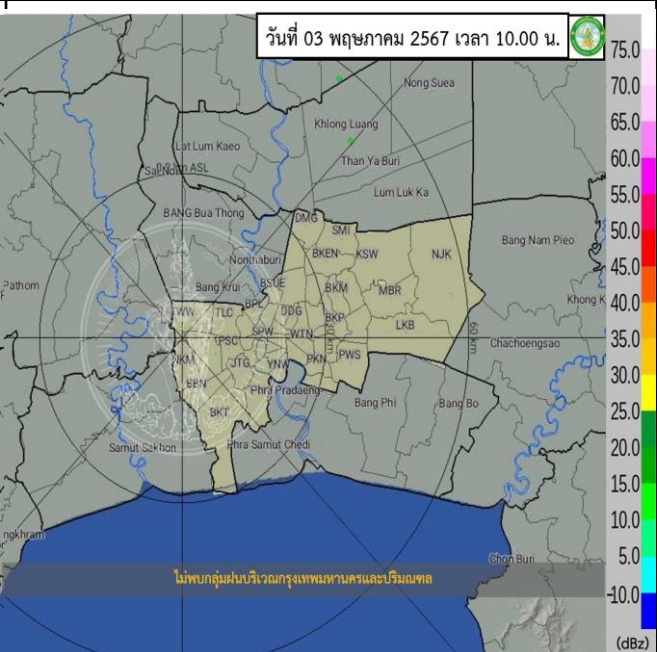 วันที่ 03 พฤษภาคม 2567 เวลา 10.00 น.
75.0
70.0
65.0
60.0
55.0
50.0
45.0
40.0
35.0
30.0
25.0
20.0
15.0
10.0
5.0
-10.0
(dBz)
Nong Suea
Khlong Luang
Lat Lum Kaeo
Than Ya Buri
km ASL
Lum Luk Ka
BANG Bua Thong
DMG
SMI
Bang Nam Pieo
BKEN
KSW
NJK
Nonthaburi
Pathom
Bang Krui
BSUE
BKM
MBR
Khong K
BPL
WW
TLC
DDG
BKP
LKB
SPW
WTN
30 km
60 km
PSC
Chachoengsao
NKM
JTG
YNW
PKN
PWS
BBN
Phra Pradaeng
Bang Phi
Bang Bo
BKT
Samut Sakhon
Phra Samut Chedi
ngkhram
Chon Buri
ไม่พบกลุ่มฝนบริเวณกรุงเทพมหานครและปริมณฑล